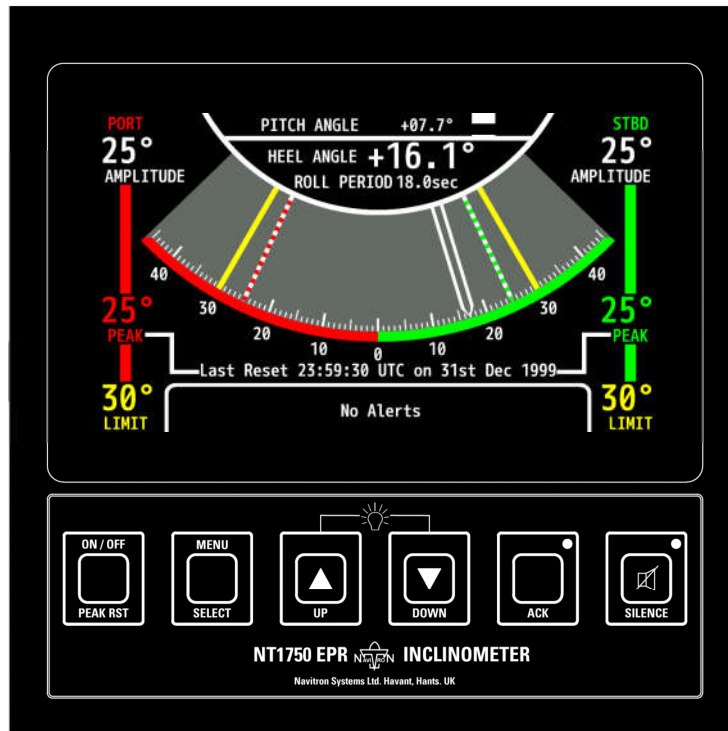 PORT
25°
AMPLITUDE
25°
PEAK
30°
LIMIT
PITCH ANGLE +07.7°
HEEL ANGLE +16.1°
ROLL PERIOD 18.0sec
STBD
25°
AMPLITUDE
25°
PEAK
30°
LIMIT
40 30 20 10 0 10 20 30 40
Last Reset 23:59:30 UTC on 31st Dec 1999
No Alerts
ON / OFF
PEAK RST
MENU
SELECT
UP
DOWN
ACK
SILENCE
NT1750 EPR NAVITRON INCLINOMETER
Navitron Systems Ltd. Havant, Hants. UK